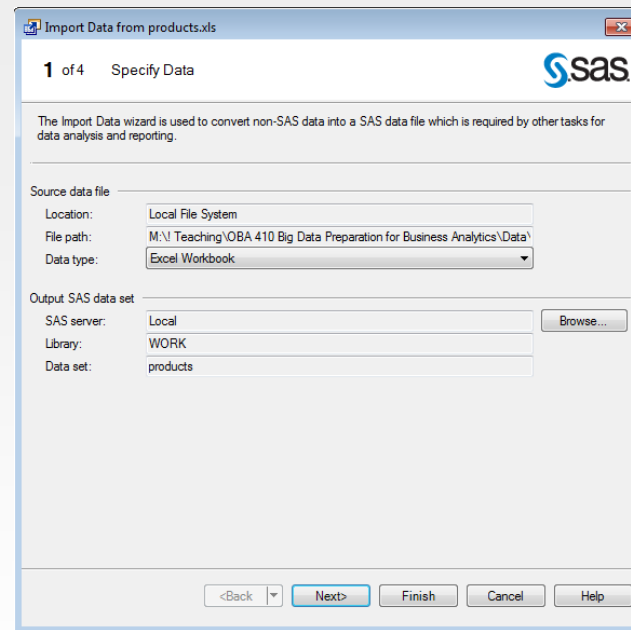 Import Data from products.xls
1 of 4 Specify Data
sas
The Import Data wizard is used to convert non-SAS data into a SAS data file which is required by other tasks for
data analysis and reporting.
Source data file
Location: Local File System
File path: M:\! Teaching\OBA 410 Big Data Preparation for Business Analytics\Data\
Data type: Excel Workbook
Output SAS data set
SAS server: Local
Browse...
Library: WORK
Data set: products
<Back Next> Finish Cancel Help